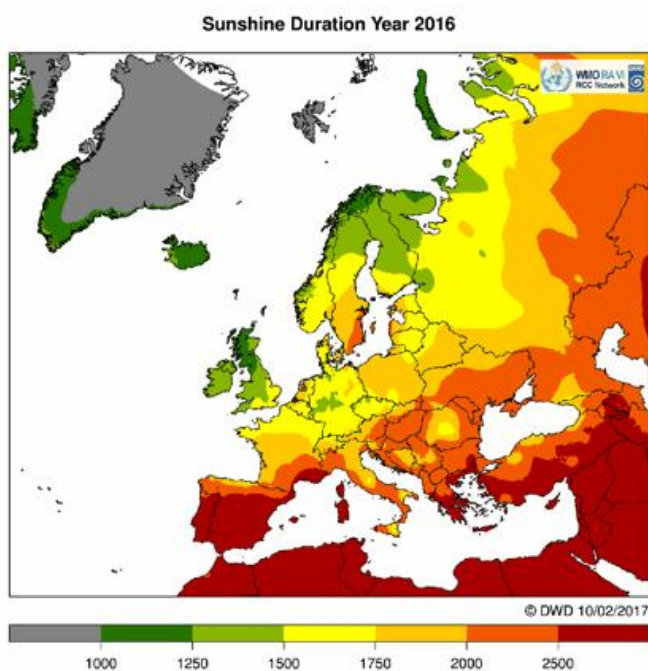 Sunshine Duration Year 2016
WMO RA VI
RCC Network
© DWD 10/02/2017
1000 1250 1500 1750 2000 2500